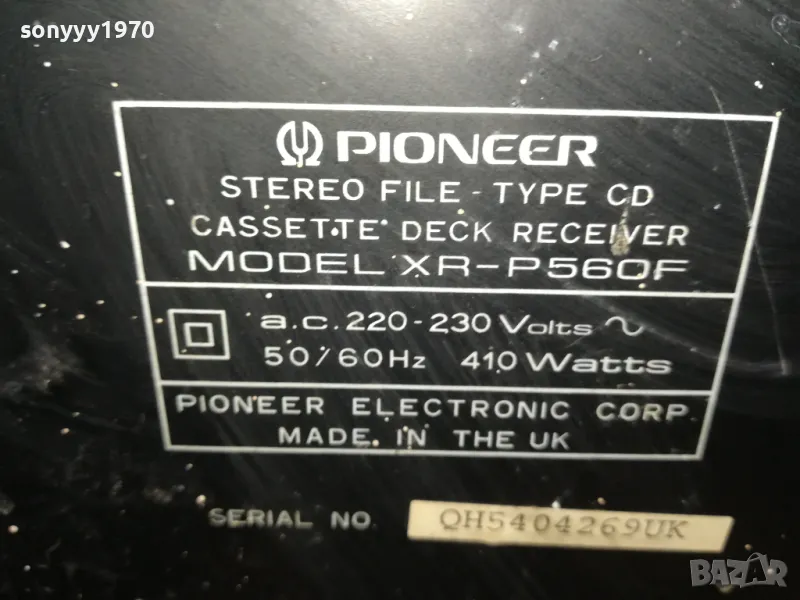 sonyyy1970
PIONEER
STEREO FILE - TYPE CD
CASSETTE DECK RECEIVER
MODEL XR-P560F
a.c. 220-230 Volts ~
50/60Hz 410 Watts
PIONEER ELECTRONIC CORP.
MADE IN THE UK
SERIAL NO. QH5404269UK
BAZAR